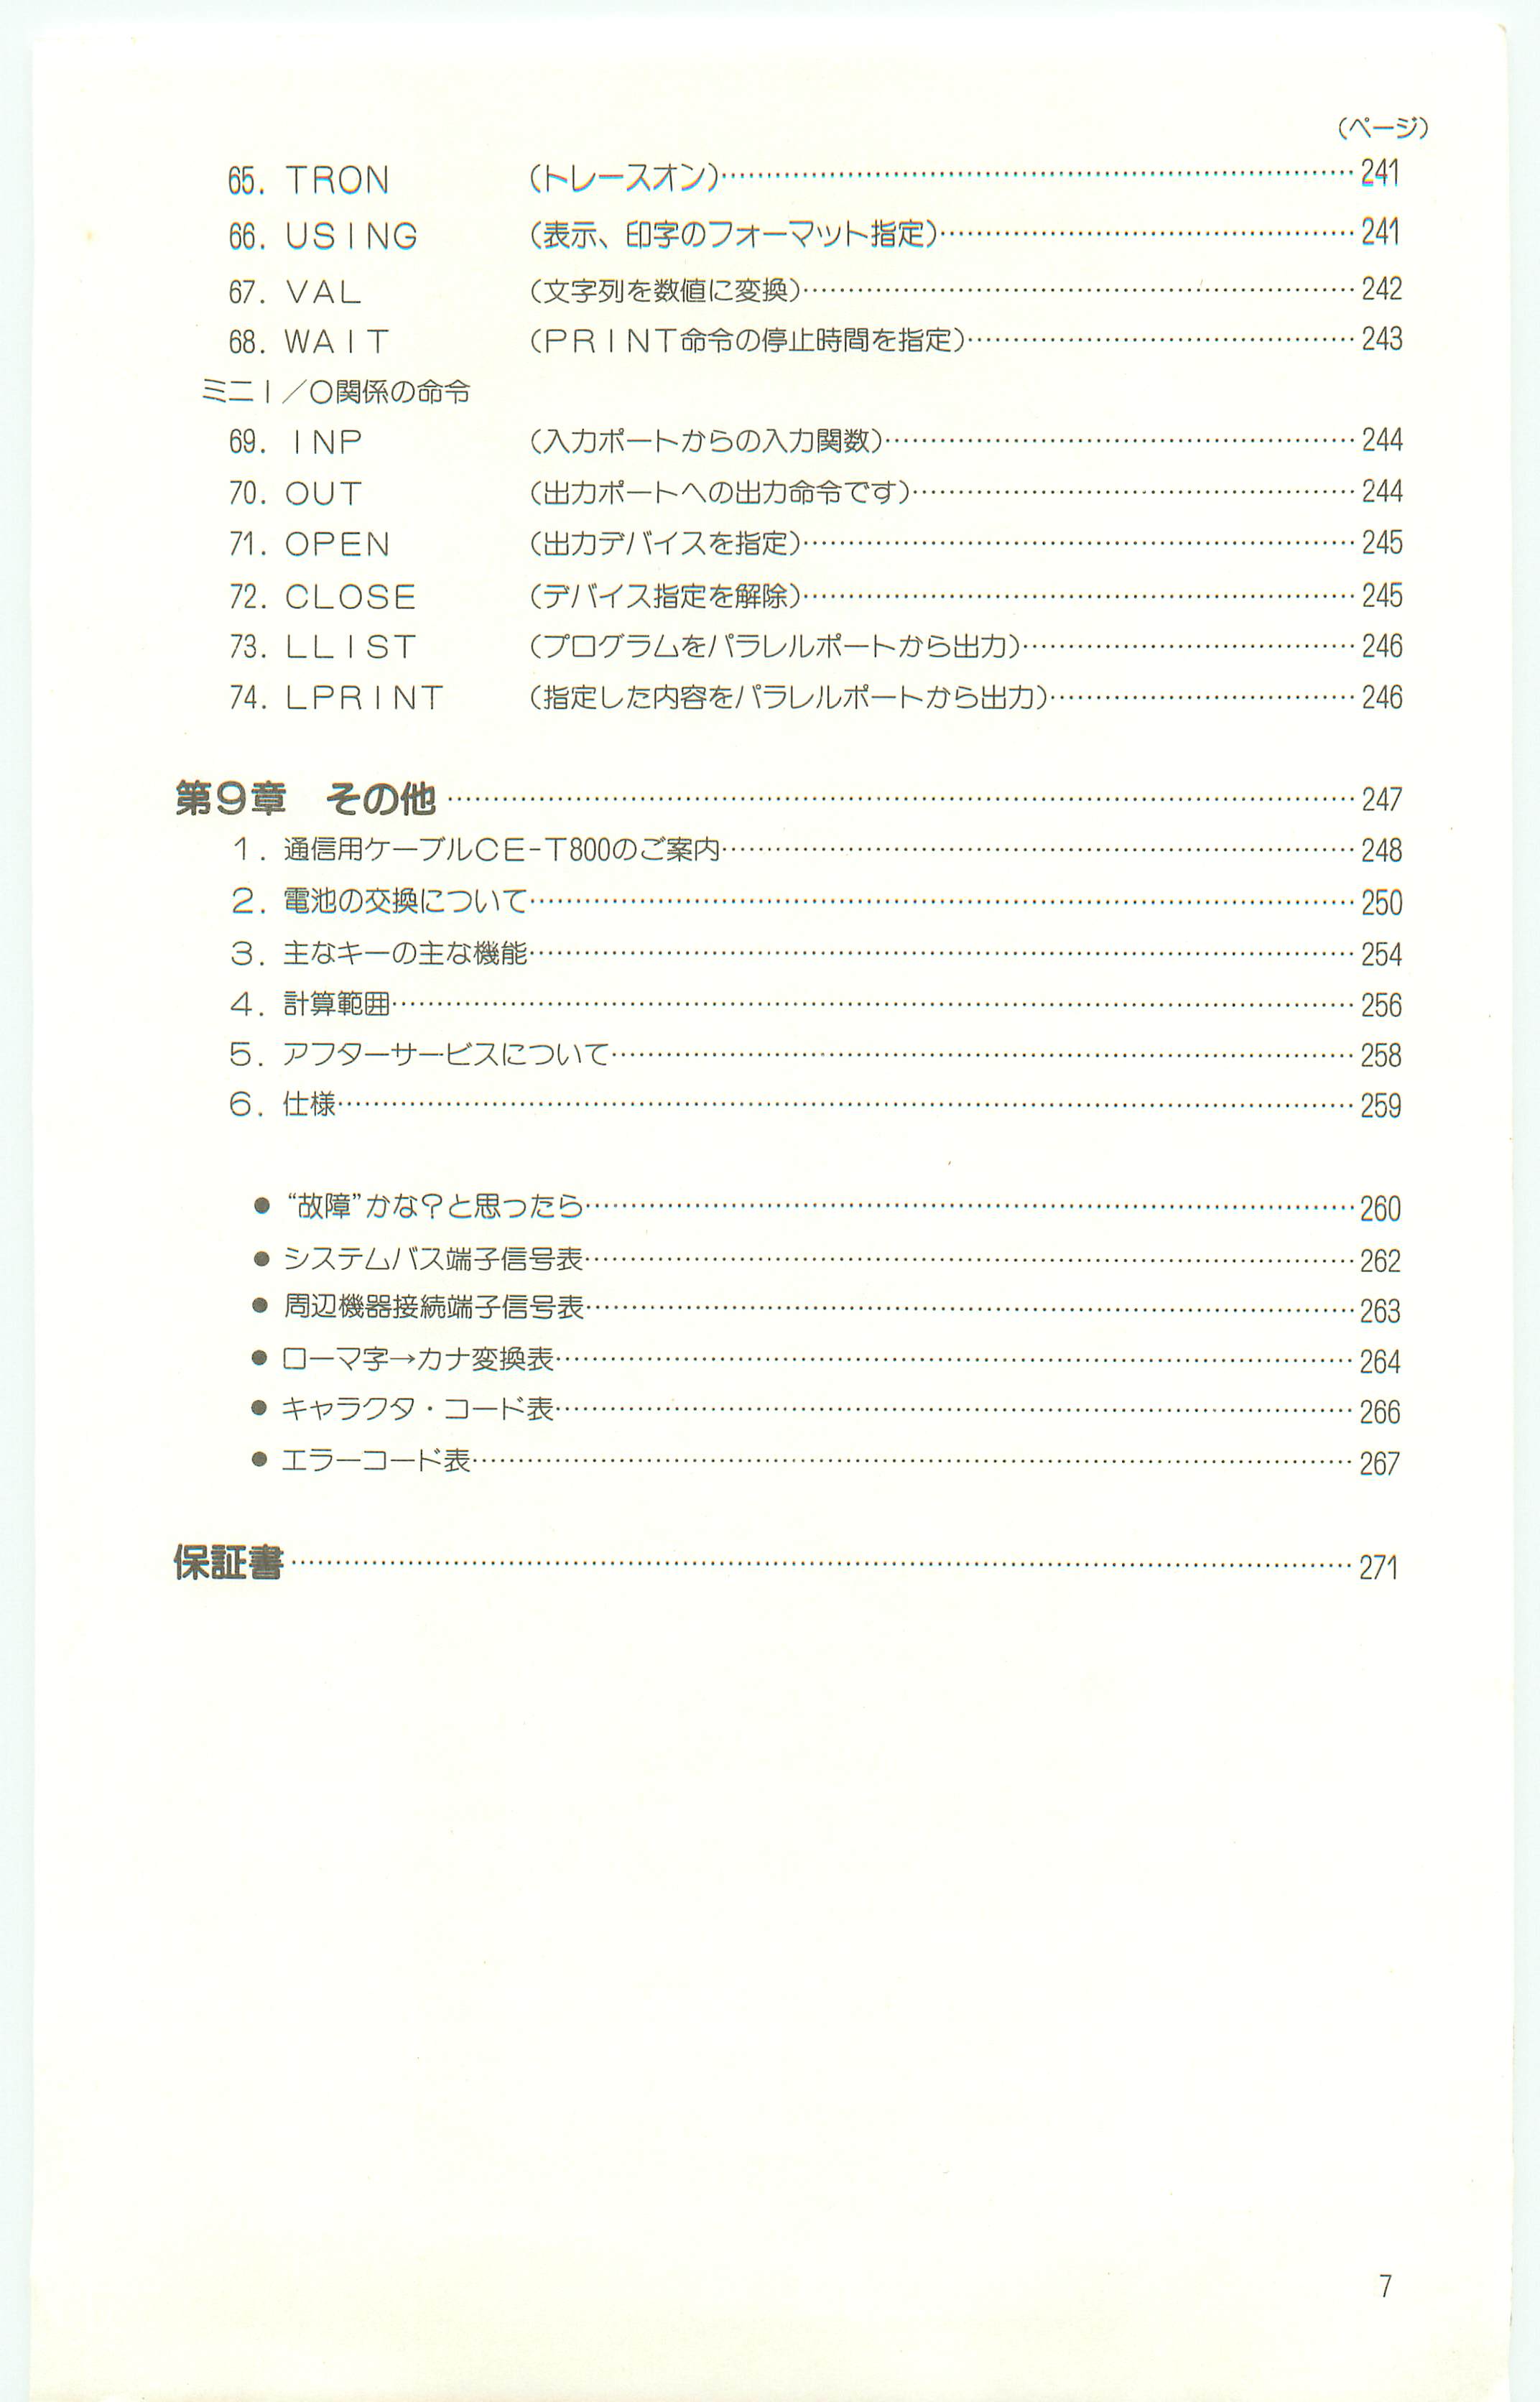 （ページ）
65. TRON （トレースオン）…………241
66. USING （表示、印字のフォーマット指定）…………241
67. VAL （文字列を数値に変換）…………242
68. WAIT （PRINT命令の停止時間を指定）…………243
ミニI／O関係の命令
69. INP （入力ポートからの入力関数）…………244
70. OUT （出力ポートへの出力命令です）…………244
71. OPEN （出力デバイスを指定）…………245
72. CLOSE （デバイス指定を解除）…………245
73. LLIST （プログラムをパラレルポートから出力）…………246
74. LPRINT （指定した内容をパラレルポートから出力）…………246
第9章　その他…………247
1. 通信用ケーブルCE-T800のご案内…………248
2. 電池の交換について…………250
3. 主なキーの主な機能…………254
4. 計算範囲…………256
5. アフターサービスについて…………258
6. 仕様…………259
● “故障”かな？と思ったら…………260
● システムバス端子信号表…………262
● 周辺機器接続端子信号表…………263
● ローマ字→カナ変換表…………264
● キャラクタ・コード表…………266
● エラーコード表…………267
保証書…………271
7